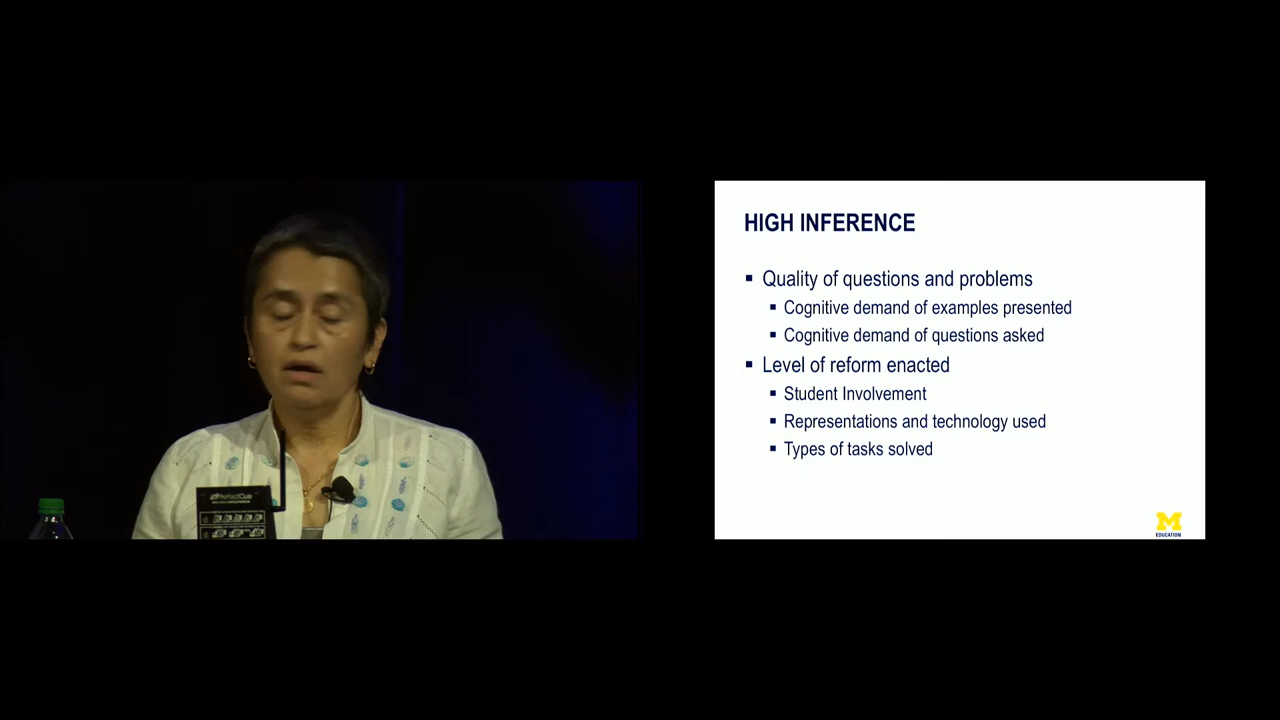 HIGH INFERENCE
▪ Quality of questions and problems
▪ Cognitive demand of examples presented
▪ Cognitive demand of questions asked
▪ Level of reform enacted
▪ Student Involvement
▪ Representations and technology used
▪ Types of tasks solved
M
EDUCATION
PerfectCue